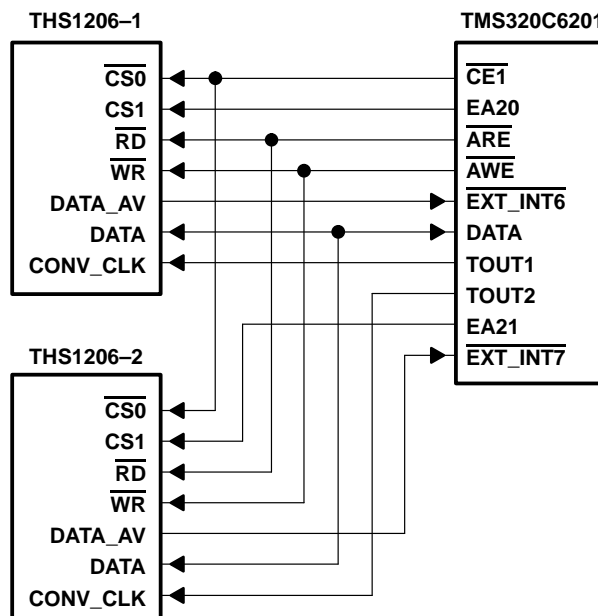 THS1206–1
TMS320C6201
CS0
CS1
RD
WR
DATA_AV
DATA
CONV_CLK
CE1
EA20
ARE
AWE
EXT_INT6
DATA
TOUT1
TOUT2
EA21
EXT_INT7
THS1206–2
CS0
CS1
RD
WR
DATA_AV
DATA
CONV_CLK